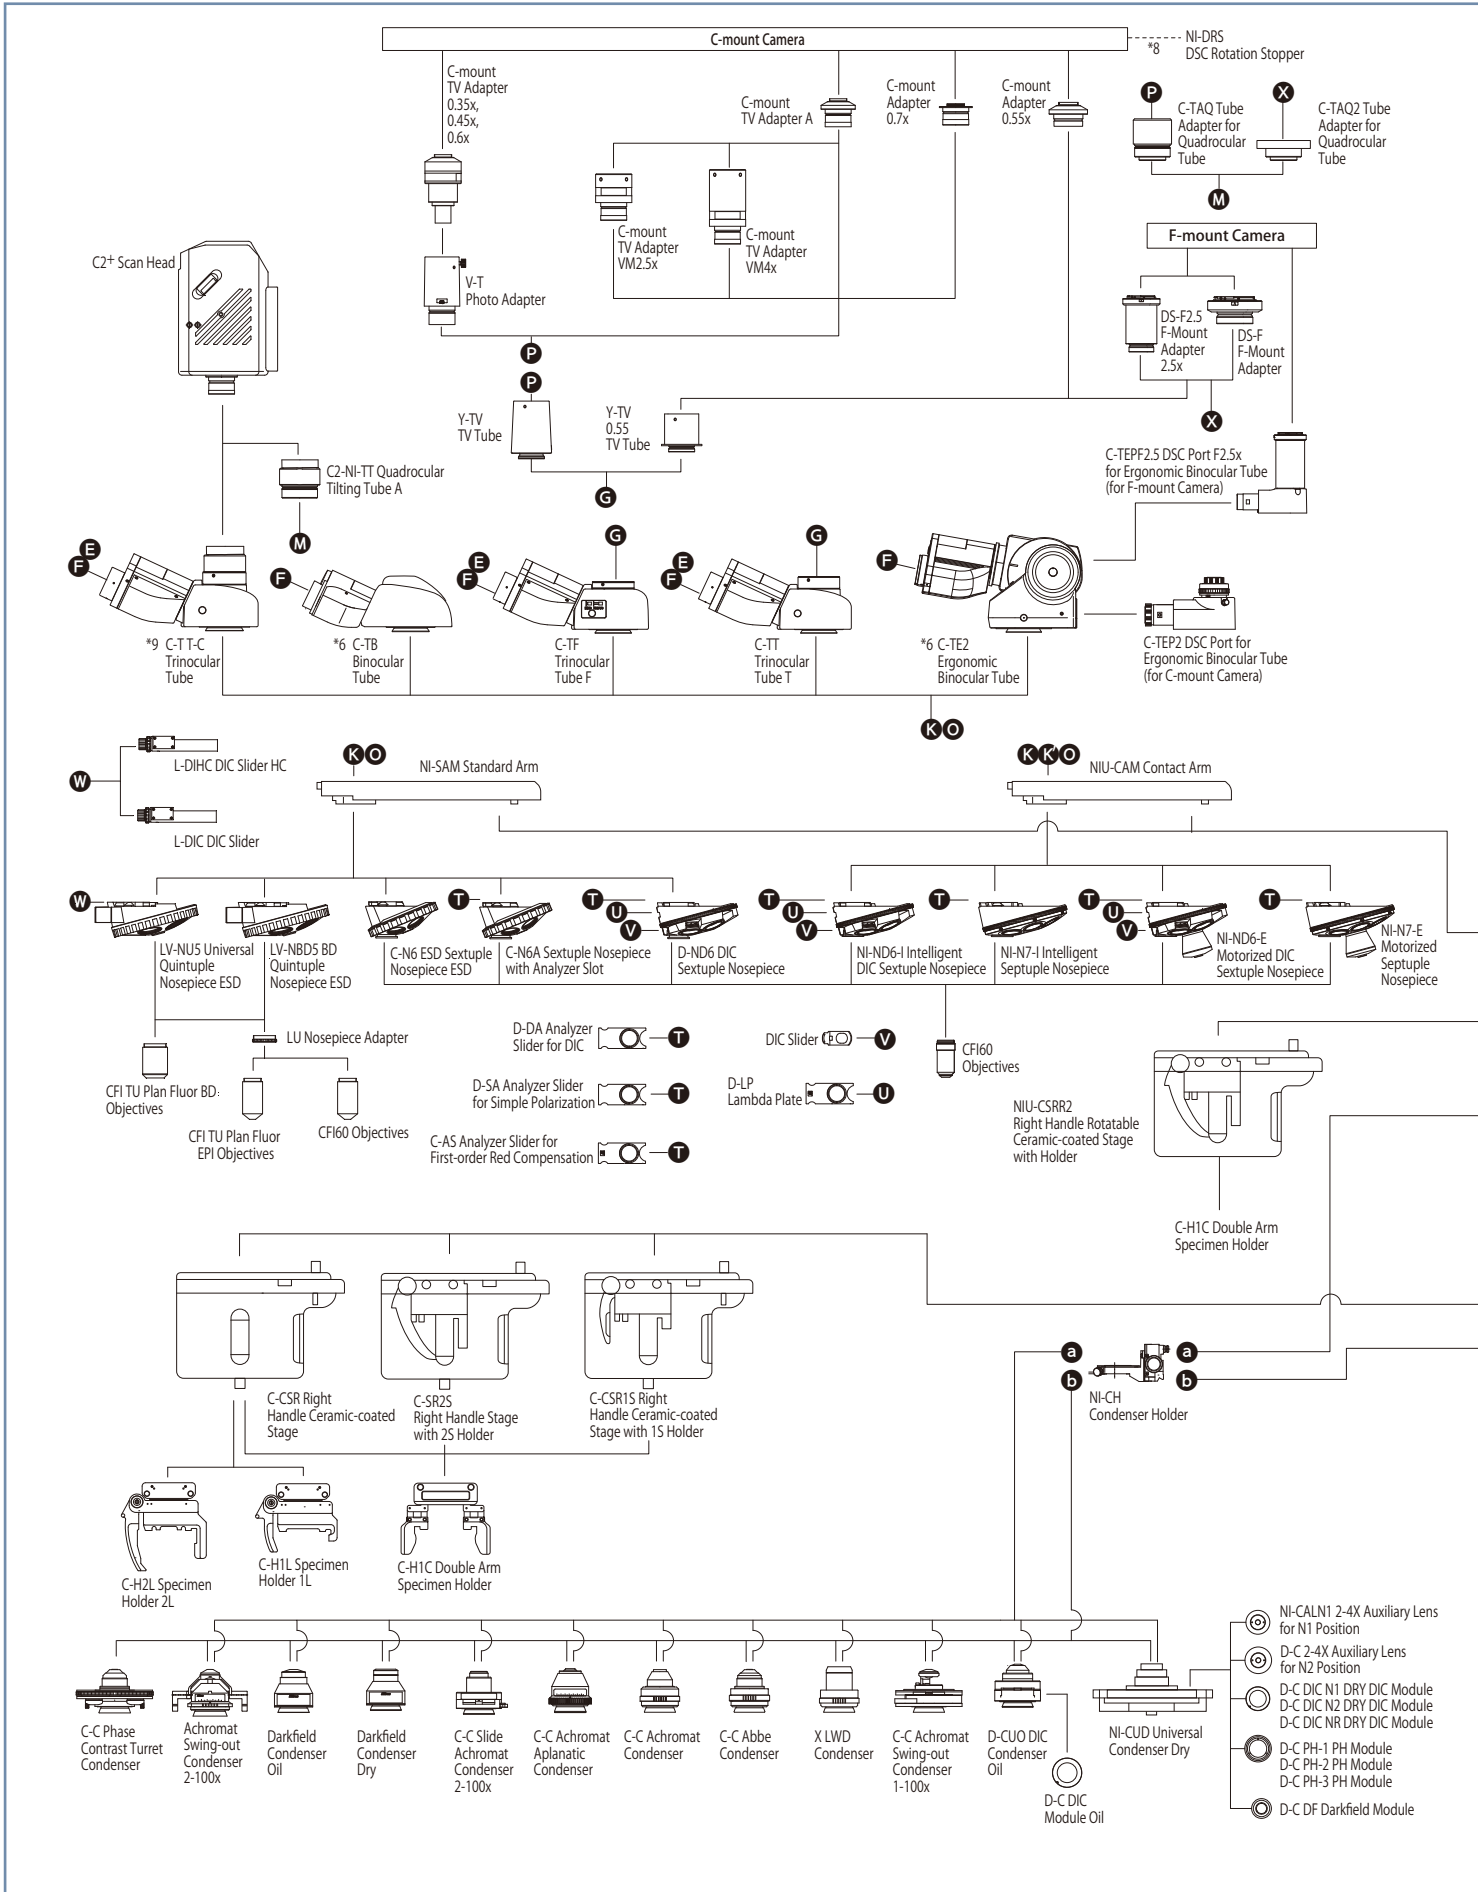 C-mount Camera
*8
NI-DRS
DSC Rotation Stopper
C-mount
TV Adapter
0.35x,
0.45x,
0.6x
C-mount
TV Adapter A
C-mount
Adapter
0.7x
C-mount
Adapter
0.55x
P
C-TAQ Tube
Adapter for
Quadrocular
Tube
X
C-TAQ2 Tube
Adapter for
Quadrocular
Tube
M
C-mount
TV Adapter
VM2.5x
C-mount
TV Adapter
VM4x
F-mount Camera
C2+ Scan Head
V-T
Photo Adapter
DS-F2.5
F-Mount
Adapter
2.5x
DS-F
F-Mount
Adapter
P
P
X
Y-TV
TV Tube
Y-TV
0.55
TV Tube
G
C2-NI-TT Quadrocular
Tilting Tube A
M
C-TEPF2.5 DSC Port F2.5x
for Ergonomic Binocular Tube
(for F-mount Camera)
E
F
F
E
F
G
E
F
G
F
*9 C-T T-C
Trinocular
Tube
*6 C-TB
Binocular
Tube
C-TF
Trinocular
Tube F
C-TT
Trinocular
Tube T
*6 C-TE2
Ergonomic
Binocular Tube
C-TEP2 DSC Port for
Ergonomic Binocular Tube
(for C-mount Camera)
K O
W
L-DIHC DIC Slider HC
L-DIC DIC Slider
K O
NI-SAM Standard Arm
K K O
NIU-CAM Contact Arm
W
T
T
U
V
T
U
V
T
T
U
V
T
LV-NU5 Universal
Quintuple
Nosepiece ESD
LV-NBD5 BD
Quintuple
Nosepiece ESD
C-N6 ESD Sextuple
Nosepiece ESD
C-N6A Sextuple Nosepiece
with Analyzer Slot
D-ND6 DIC
Sextuple Nosepiece
NI-ND6-I Intelligent
DIC Sextuple Nosepiece
NI-N7-I Intelligent
Septuple Nosepiece
NI-ND6-E
Motorized DIC
Sextuple Nosepiece
NI-N7-E
Motorized
Septuple
Nosepiece
LU Nosepiece Adapter
CFI TU Plan Fluor BD:
Objectives
CFI TU Plan Fluor
EPI Objectives
CFI60 Objectives
D-DA Analyzer
Slider for DIC
T
D-SA Analyzer Slider
for Simple Polarization
T
C-AS Analyzer Slider for
First-order Red Compensation
T
DIC Slider
V
D-LP
Lambda Plate
U
CFI60
Objectives
NIU-CSRR2
Right Handle Rotatable
Ceramic-coated Stage
with Holder
C-H1C Double Arm
Specimen Holder
C-CSR Right
Handle Ceramic-coated
Stage
C-SR2S
Right Handle Stage
with 2S Holder
C-CSR1S Right
Handle Ceramic-coated
Stage with 1S Holder
a
b
a
b
NI-CH
Condenser Holder
C-H2L Specimen
Holder 2L
C-H1L Specimen
Holder 1L
C-H1C Double Arm
Specimen Holder
C-C Phase
Contrast Turret
Condenser
Achromat
Swing-out
Condenser
2-100x
Darkfield
Condenser
Oil
Darkfield
Condenser
Dry
C-C Slide
Achromat
Condenser
2-100x
C-C Achromat
Aplanatic
Condenser
C-C Achromat
Condenser
C-C Abbe
Condenser
X LWD
Condenser
C-C Achromat
Swing-out
Condenser
1-100x
D-CUO DIC
Condenser
Oil
D-C DIC
Module Oil
NI-CUD Universal
Condenser Dry
NI-CALN1 2-4X Auxiliary Lens
for N1 Position
D-C 2-4X Auxiliary Lens
for N2 Position
D-C DIC N1 DRY DIC Module
D-C DIC N2 DRY DIC Module
D-C DIC NR DRY DIC Module
D-C PH-1 PH Module
D-C PH-2 PH Module
D-C PH-3 PH Module
D-C DF Darkfield Module